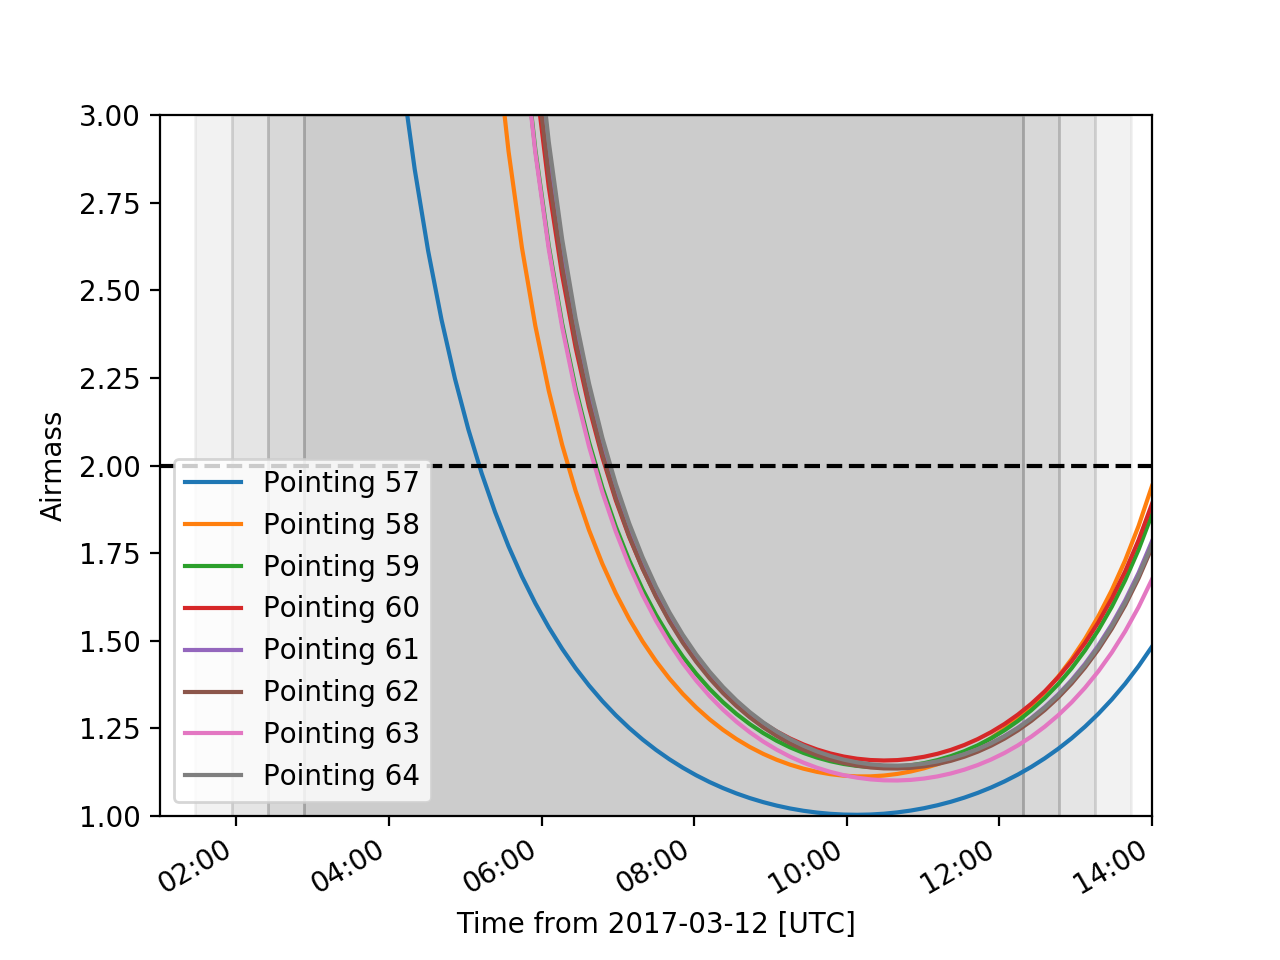 3.00
2.75
2.50
2.25
2.00
1.75
1.50
1.25
1.00
Airmass
Pointing 57
Pointing 58
Pointing 59
Pointing 60
Pointing 61
Pointing 62
Pointing 63
Pointing 64
02:00 04:00 06:00 08:00 10:00 12:00 14:00
Time from 2017-03-12 [UTC]